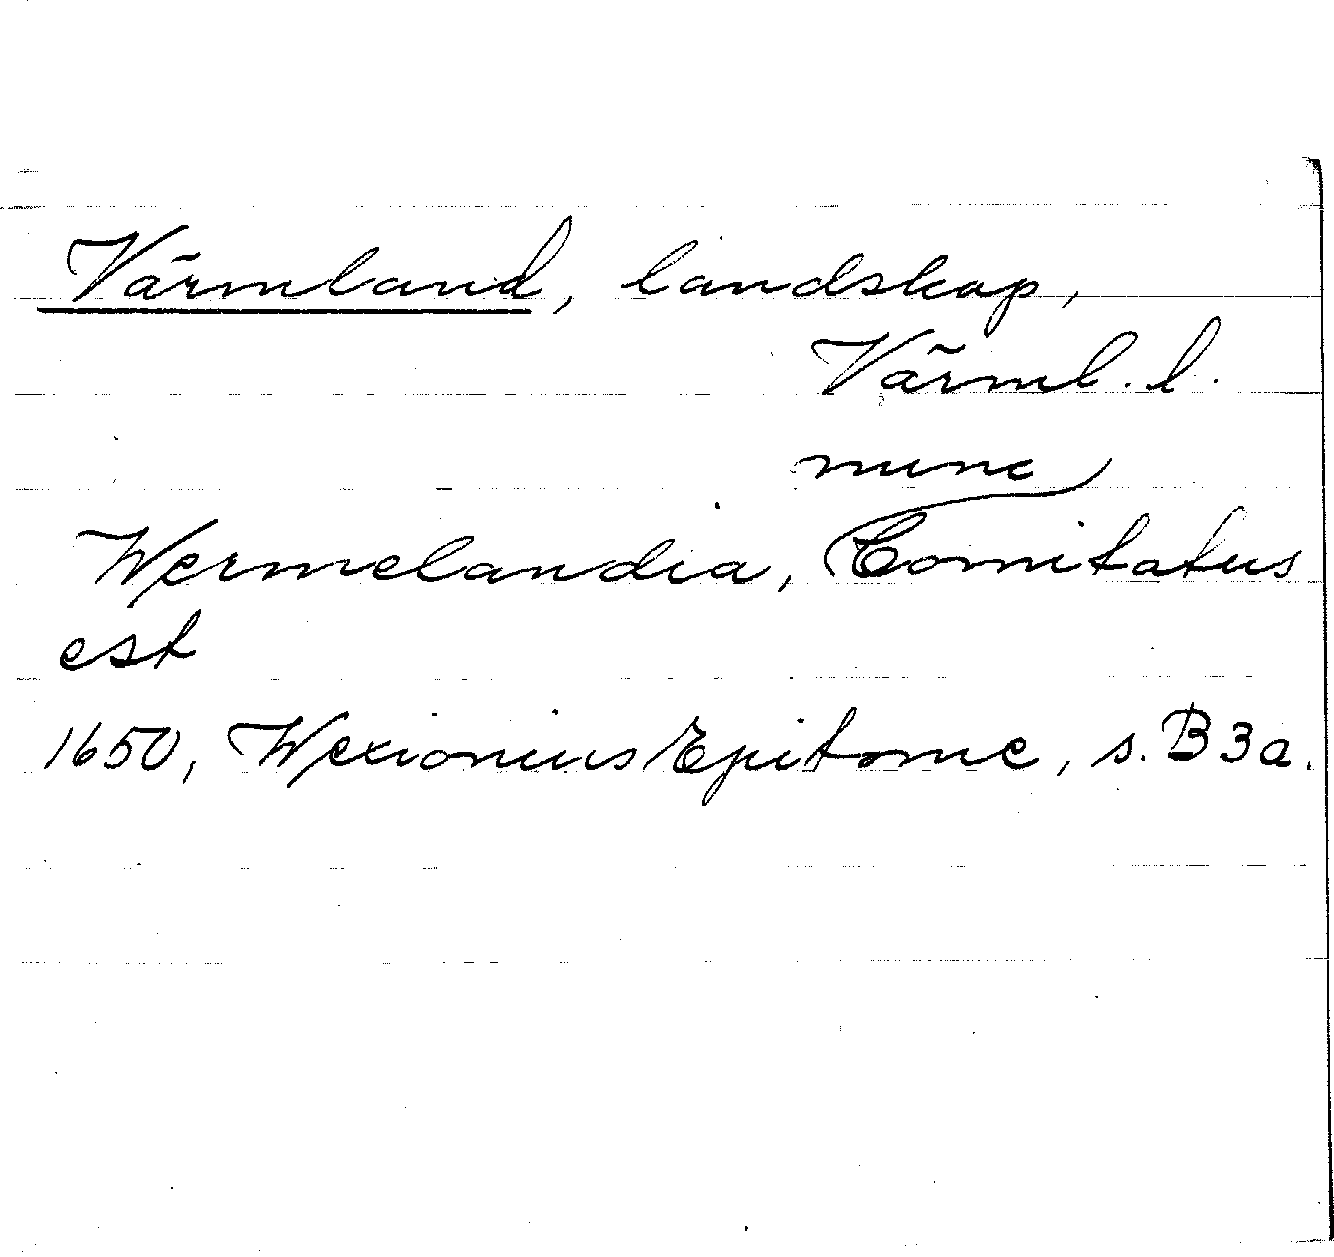 Värmland, landskap,
Värml. l.
nunc
Wermelandia, Comitatus
est
1650, Wexionius Epitome, s. B3a.